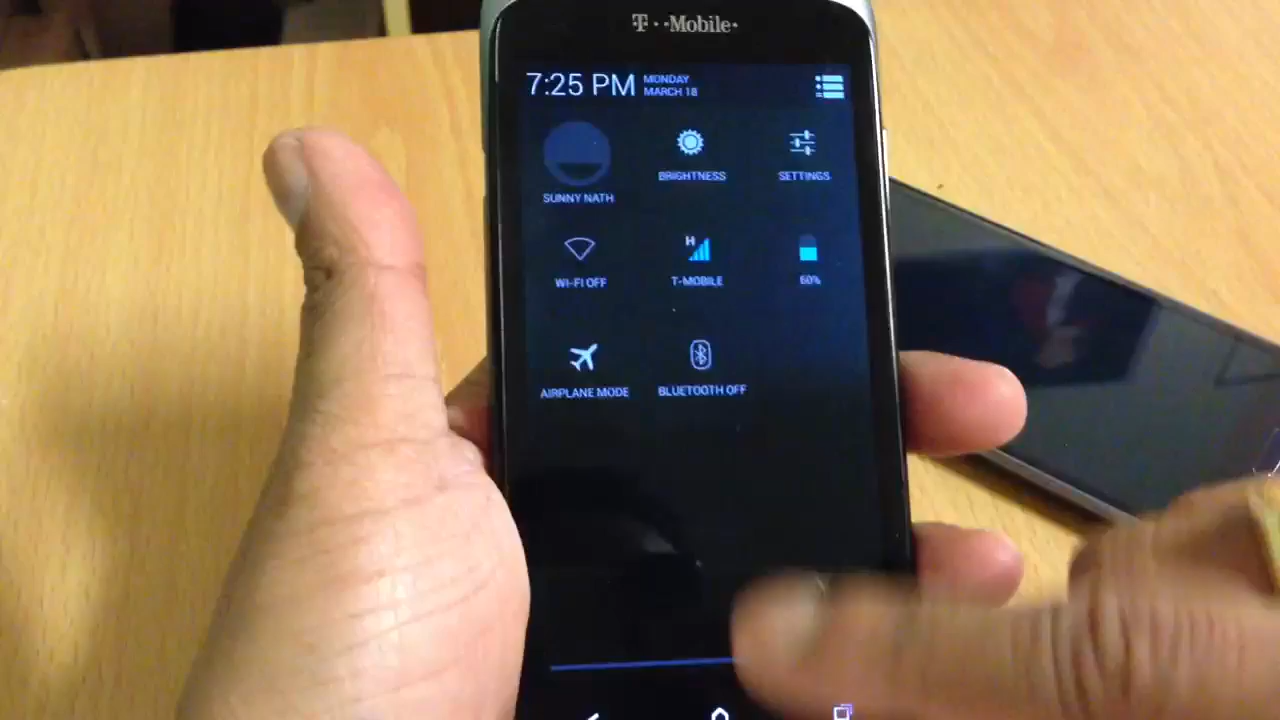 T··Mobile·
7:25 PM
MONDAY
MARCH 18
SUNNY NATH
BRIGHTNESS
SETTINGS
WI-FI OFF
H
T-MOBILE
60%
AIRPLANE MODE
BLUETOOTH OFF